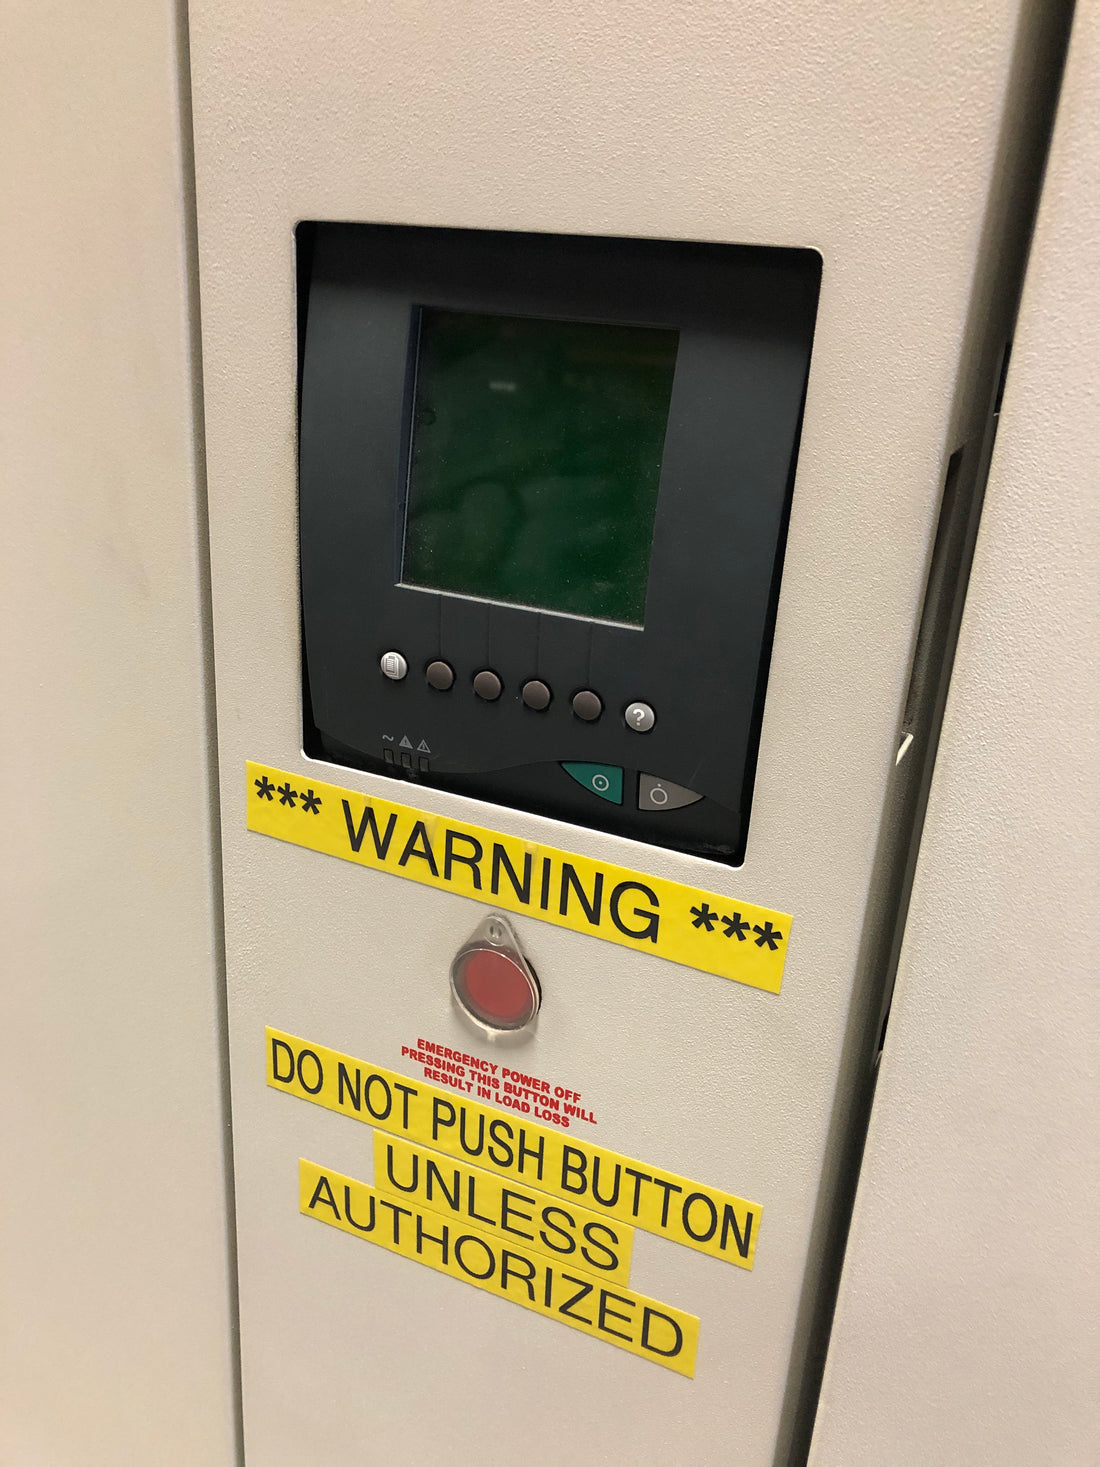 ?
*** WARNING ***
EMERGENCY POWER OFF
PRESSING THIS BUTTON WILL
RESULT IN LOAD LOSS
DO NOT PUSH BUTTON
UNLESS
AUTHORIZED